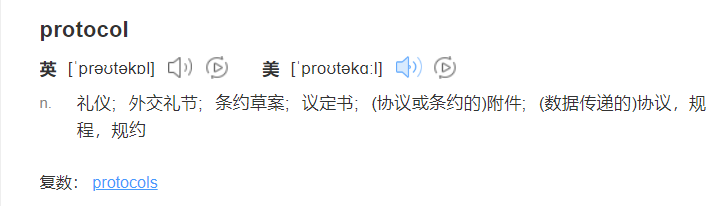 protocol
英 [ˈprəʊtəkɒl] 美 [ˈproʊtəkɑːl]
n. 礼仪；外交礼节；条约草案；议定书；(协议或条约的)附件；(数据传递的)协议，规
程，规约
复数： protocols